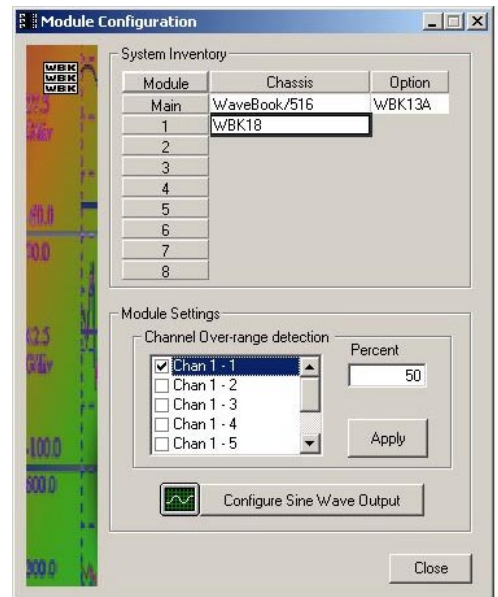 Module Configuration
WBK
WBK
WBK
System Inventory
Module Chassis Option
Main WaveBook/516 WBK13A
1 WBK18
2
3
4
5
6
7
8
Module Settings
Channel Over-range detection
Percent
Chan 1 - 1
50
Chan 1 - 2
Chan 1 - 3
Chan 1 - 4
Chan 1 - 5
Apply
Configure Sine Wave Output
Close
-100.0